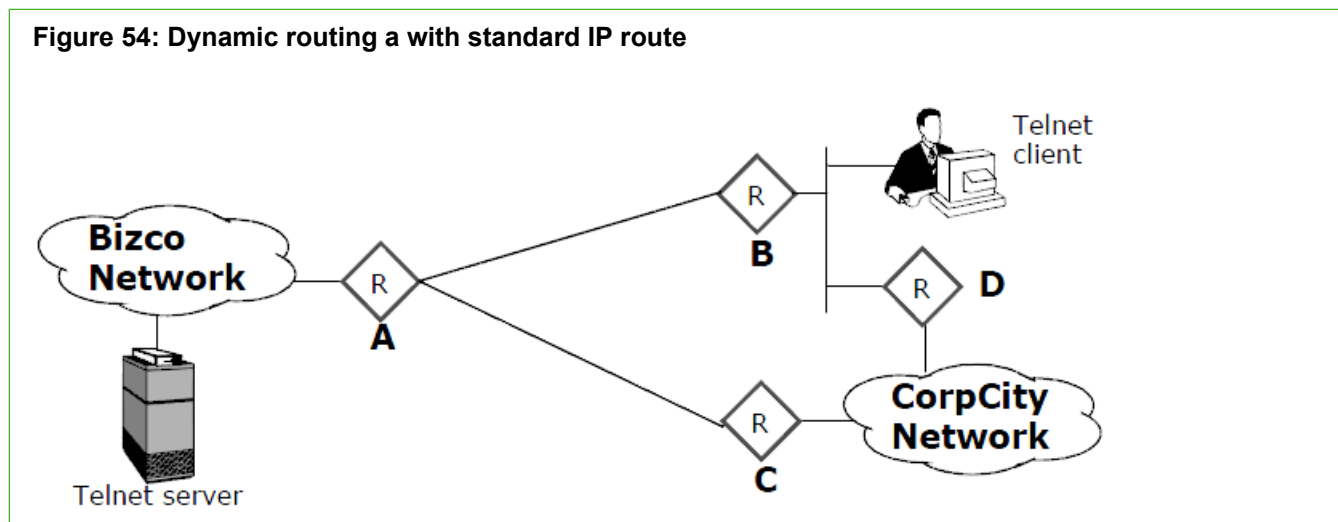 Figure 54: Dynamic routing a with standard IP route
Telnet
client
R
B
Bizco
Network
R
A
R
D
CorpCity
Network
R
C
Telnet server